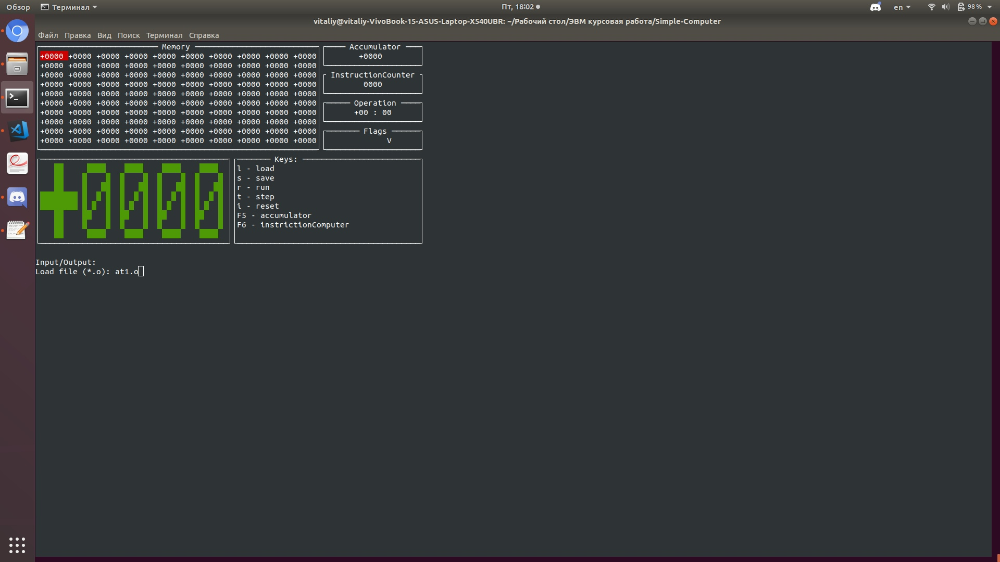 Обзор Терминал Пт, 18:02 en 98%
vitaliy@vitaliy-VivoBook-15-ASUS-Laptop-X540UBR: ~/Рабочий стол/ЭВМ курсовая работа/Simple-Computer
Файл Правка Вид Поиск Терминал Справка
Memory
+0000 +0000 +0000 +0000 +0000 +0000 +0000 +0000 +0000 +0000
+0000 +0000 +0000 +0000 +0000 +0000 +0000 +0000 +0000 +0000
+0000 +0000 +0000 +0000 +0000 +0000 +0000 +0000 +0000 +0000
+0000 +0000 +0000 +0000 +0000 +0000 +0000 +0000 +0000 +0000
+0000 +0000 +0000 +0000 +0000 +0000 +0000 +0000 +0000 +0000
+0000 +0000 +0000 +0000 +0000 +0000 +0000 +0000 +0000 +0000
+0000 +0000 +0000 +0000 +0000 +0000 +0000 +0000 +0000 +0000
+0000 +0000 +0000 +0000 +0000 +0000 +0000 +0000 +0000 +0000
+0000 +0000 +0000 +0000 +0000 +0000 +0000 +0000 +0000 +0000
+0000 +0000 +0000 +0000 +0000 +0000 +0000 +0000 +0000 +0000
Accumulator
+0000
InstructionCounter
0000
Operation
+00 : 00
Flags
V
+0000
Keys:
l - load
s - save
r - run
t - step
i - reset
F5 - accumulator
F6 - instrictionComputer
Input/Output:
Load file (*.o): at1.o